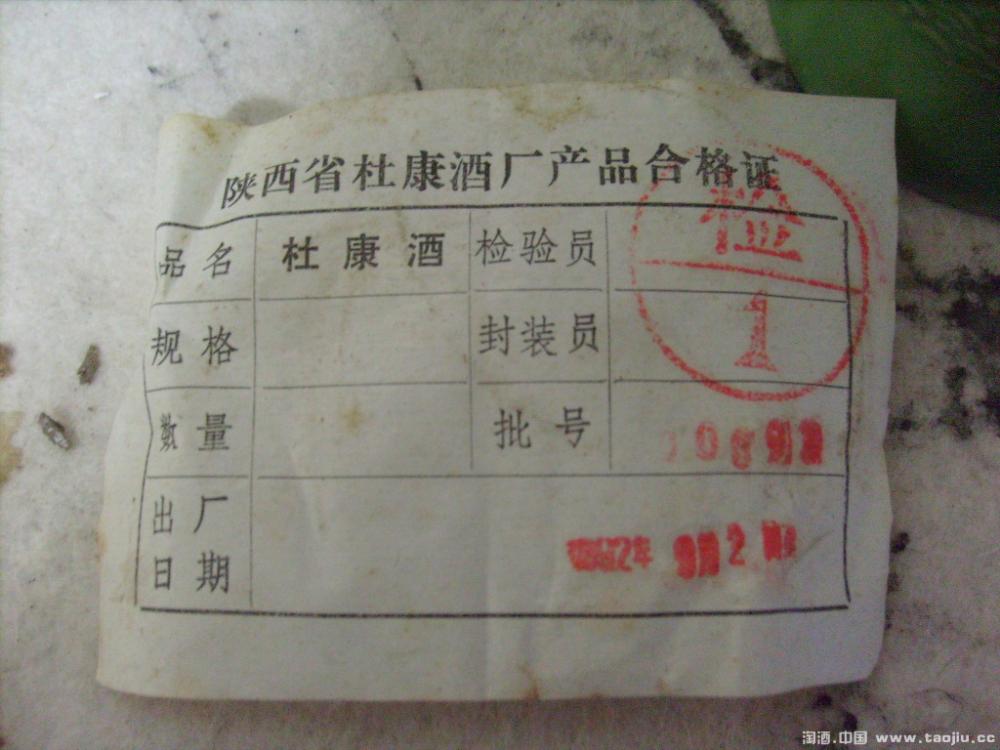 陕西省杜康酒厂产品合格证
品名 杜康酒 检验员 检
规格 封装员 1
数量 批号
出厂日期
淘酒.中国 www.taojiu.cc